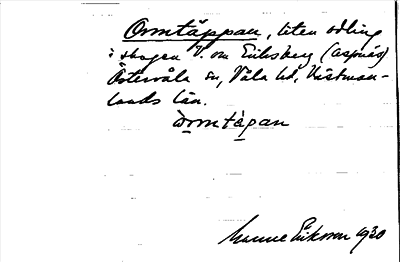 Ormtäppan, liten odling
i skogen V. om Eriksberg (Aspnäs)
Östervåla sn, Våla hd, Västman-
lands län.
ormtäpan
Manne Eriksson 1930